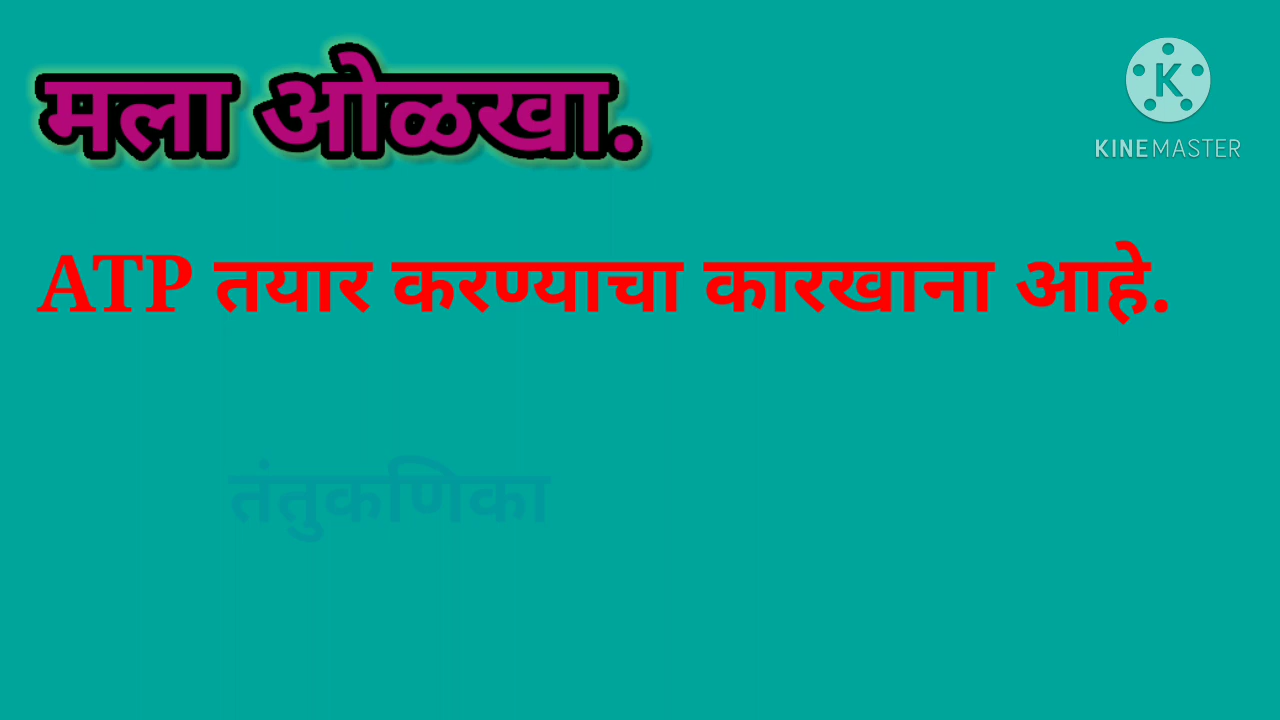 मला ओळखा.
K
KINEMASTER
ATP तयार करण्याचा कारखाना आहे.
तंतुकणिका